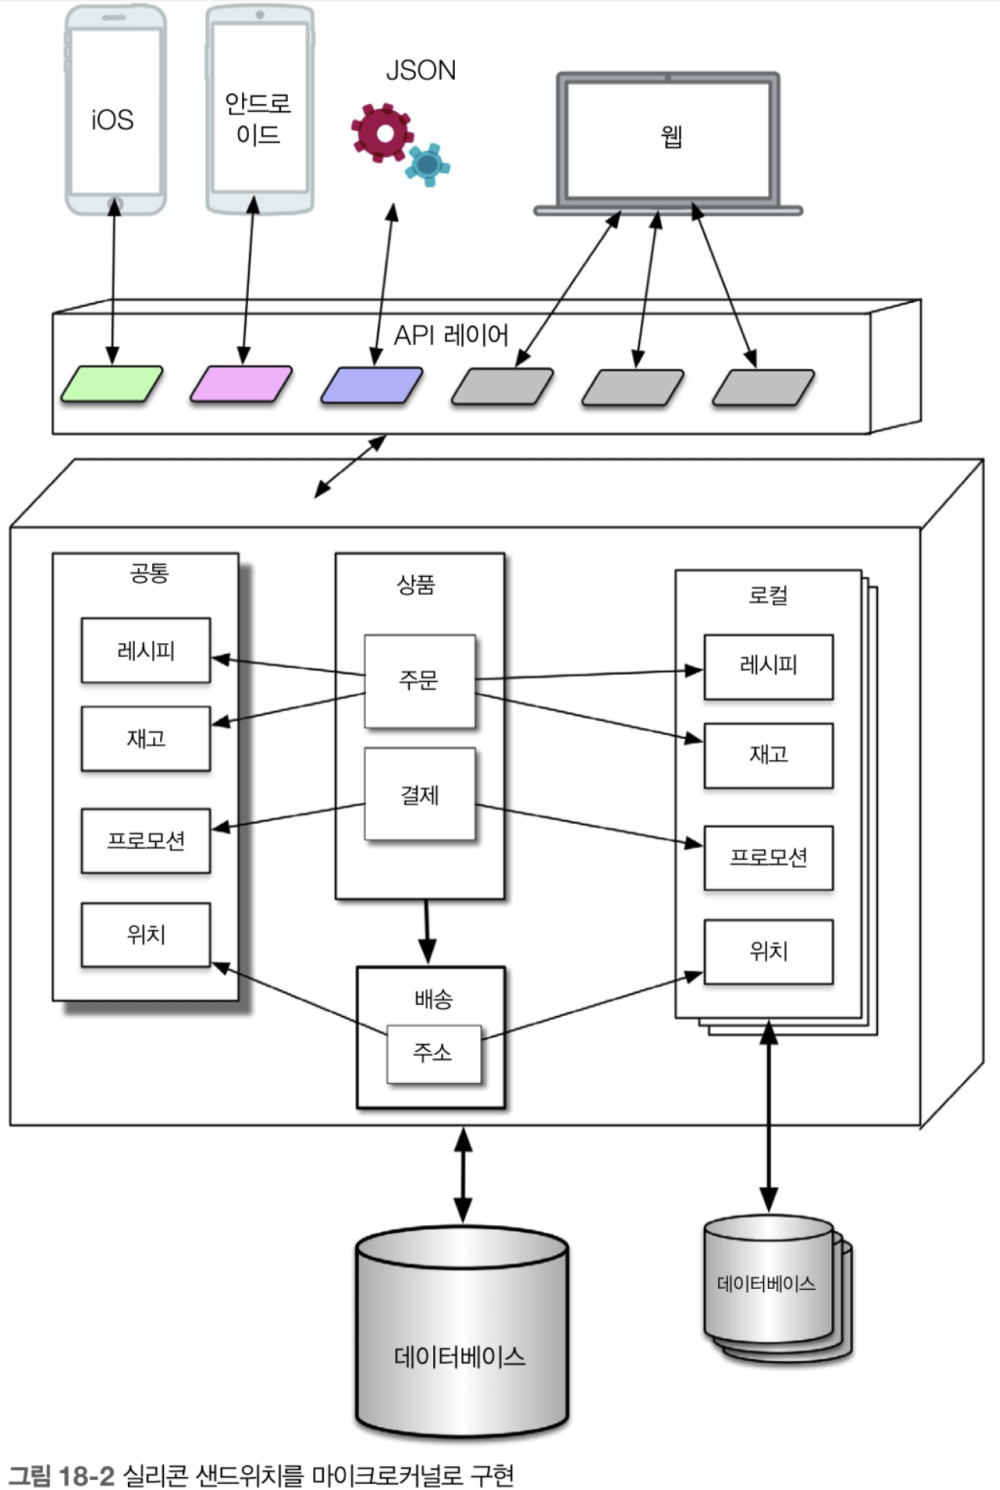 iOS
안드로
이드
JSON
웹
API 레이어
공통
레시피
재고
프로모션
위치
상품
주문
결제
배송
주소
로컬
레시피
재고
프로모션
위치
데이터베이스
데이터베이스
그림 18-2 실리콘 샌드위치를 마이크로커널로 구현